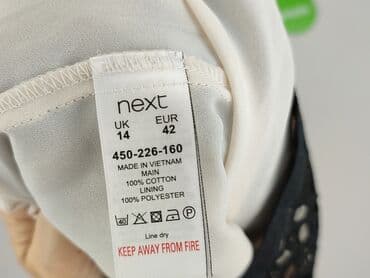 next
UK EUR
14 42
450-226-160
MADE IN VIETNAM
MAIN
100% COTTON
LINING
100% POLYESTER
Line dry
KEEP AWAY FROM FIRE